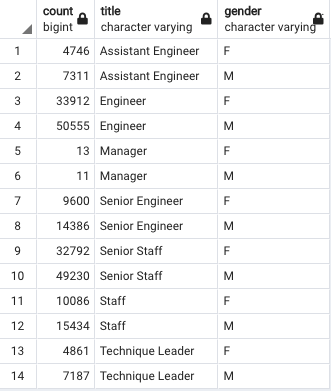 count title gender
bigint character varying character varying
1 4746 Assistant Engineer F
2 7311 Assistant Engineer M
3 33912 Engineer F
4 50555 Engineer M
5 13 Manager F
6 11 Manager M
7 9600 Senior Engineer F
8 14386 Senior Engineer M
9 32792 Senior Staff F
10 49230 Senior Staff M
11 10086 Staff F
12 15434 Staff M
13 4861 Technique Leader F
14 7187 Technique Leader M